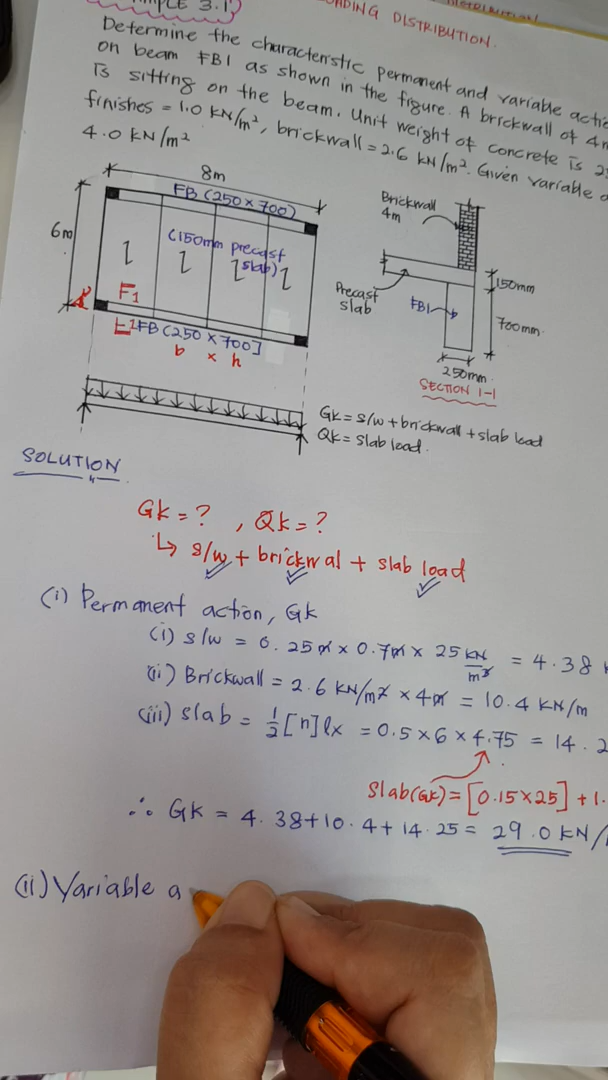 MPLE 3.1
OADING DISTRIBUTION.
Determine the characteristic permanent and variable actio
on beam FB1 as shown in the figure. A brickwall of 4m
is sitting on the beam. Unit weight of concrete is 2
finishes = 1.0 kN/m², brickwall = 2.6 kN/m². Given variable a
4.0 kN/m²
8m
FB (250 x 700)
6m
(150mm precast
slab)
F1
FB (250 x 700]
b x h
Brickwall
4m
Precast
slab
FB1
150mm
700mm.
250mm.
SECTION 1-1
Gk = s/w + brickwall + slab load
Qk = slab load.
SOLUTION
Gk = ? , Qk = ?
↳ s/w + brickwal + slab load
(i) Permanent action, Gk
(i) s/w = 0.25m x 0.7m x 25 kN/m³ = 4.38 k
(ii) Brickwall = 2.6 kN/m² x 4m = 10.4 kN/m
(iii) slab = 1/2 [n] lx = 0.5 x 6 x 4.75 = 14.2
Slab(Gk) = [0.15 x 25] + 1.
∴ Gk = 4.38 + 10.4 + 14.25 = 29.0 kN/
(ii) Variable a